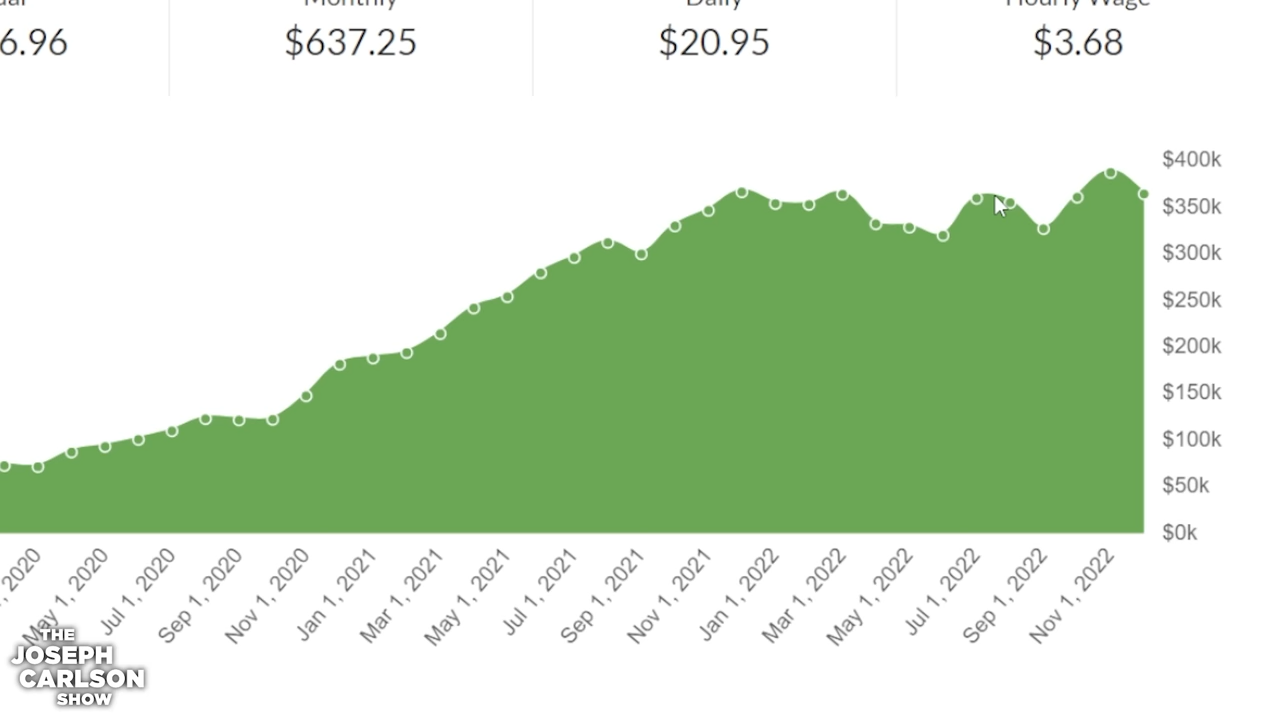 Monthly
Daily
Hourly Wage
6.96
$637.25
$20.95
$3.68
$400k
$350k
$300k
$250k
$200k
$150k
$100k
$50k
$0k
, 2020
May 1, 2020
Jul 1, 2020
Sep 1, 2020
Nov 1, 2020
Jan 1, 2021
Mar 1, 2021
May 1, 2021
Jul 1, 2021
Sep 1, 2021
Nov 1, 2021
Jan 1, 2022
Mar 1, 2022
May 1, 2022
Jul 1, 2022
Sep 1, 2022
Nov 1, 2022
THE
JOSEPH
CARLSON
SHOW